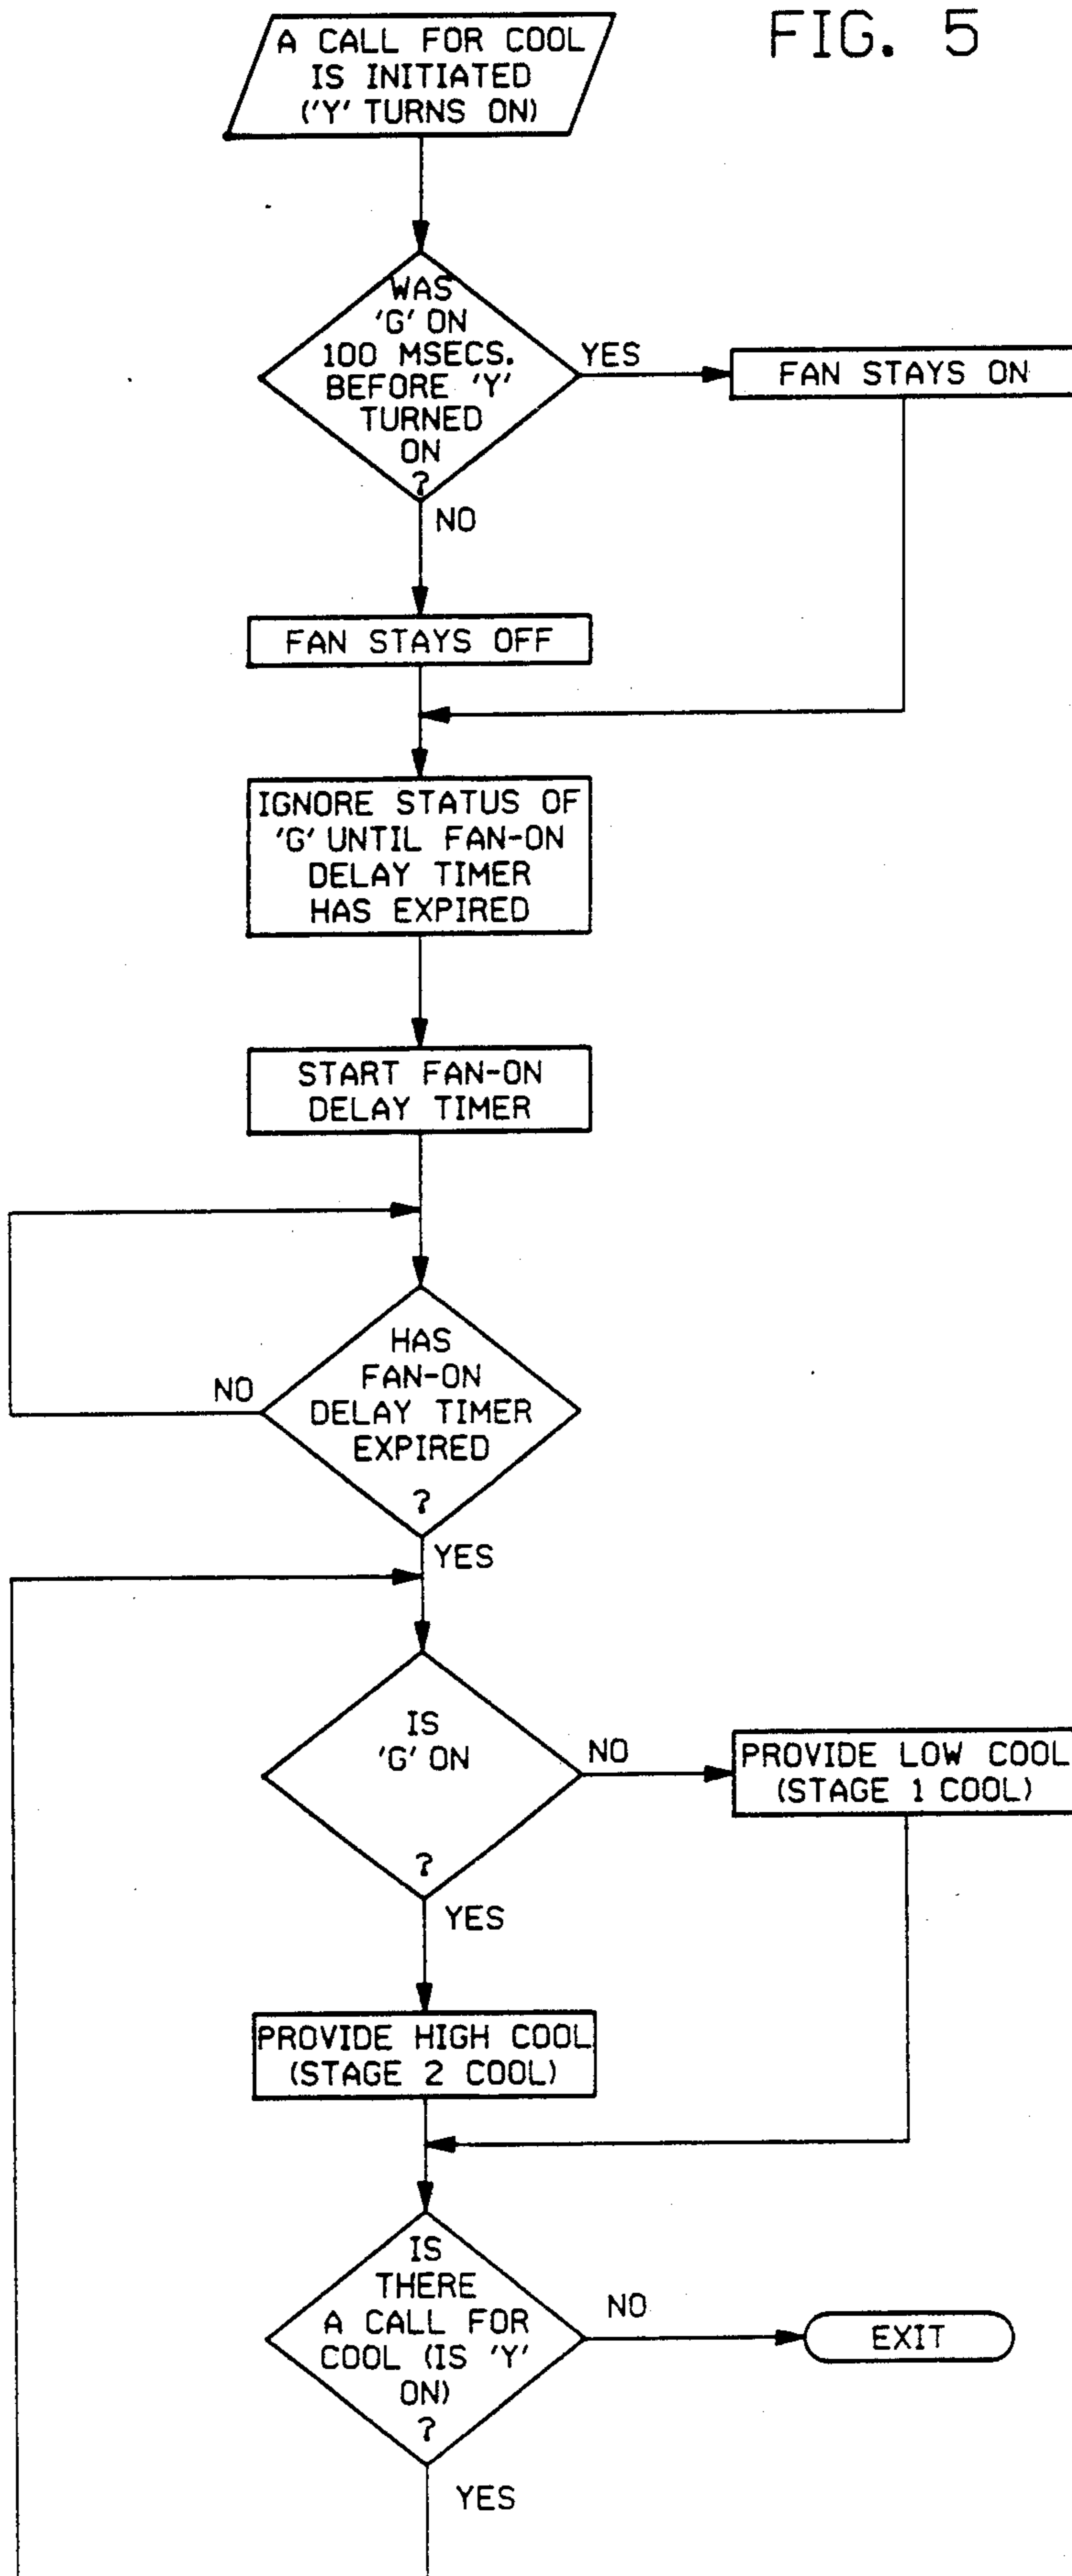 FIG. 5
A CALL FOR COOL
IS INITIATED
('Y' TURNS ON)
WAS
'G' ON
100 MSECS.
BEFORE 'Y'
TURNED
ON
?
YES
FAN STAYS ON
NO
FAN STAYS OFF
IGNORE STATUS OF
'G' UNTIL FAN-ON
DELAY TIMER
HAS EXPIRED
START FAN-ON
DELAY TIMER
HAS
FAN-ON
DELAY TIMER
EXPIRED
?
NO
YES
IS
'G' ON
?
NO
PROVIDE LOW COOL
(STAGE 1 COOL)
YES
PROVIDE HIGH COOL
(STAGE 2 COOL)
IS
THERE
A CALL FOR
COOL (IS 'Y'
ON)
?
NO
EXIT
YES